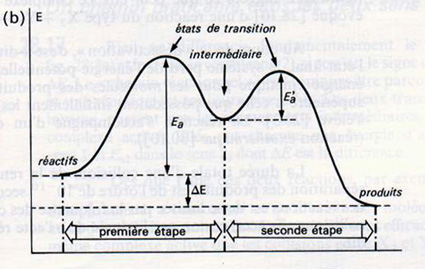 (b)
E
états de transition
intermédiaire
Ea
E'a
réactifs
ΔE
produits
première étape
seconde étape